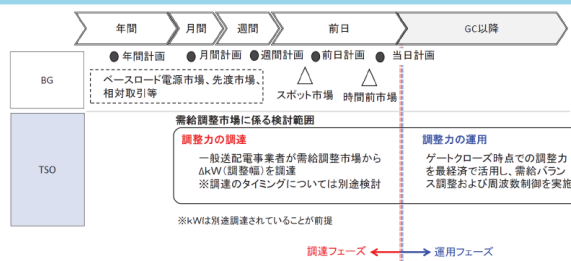 年間
月間
週間
前日
GC以降
BG
●年間計画
●月間計画
●週間計画
●前日計画
●当日計画
ベースロード電源市場、先渡市場、
相対取引等
△
スポット市場
△
時間前市場
TSO
需給調整市場に係る検討範囲
調整力の調達
一般送配電事業者が需給調整市場から
ΔkW(調整幅)を調達
※調達のタイミングについては別途検討
調整力の運用
ゲートクローズ時点での調整力
を最経済で活用し、需給バラン
ス調整および周波数制御を実施
※kWは別途調達されていることが前提
調達フェーズ
運用フェーズ